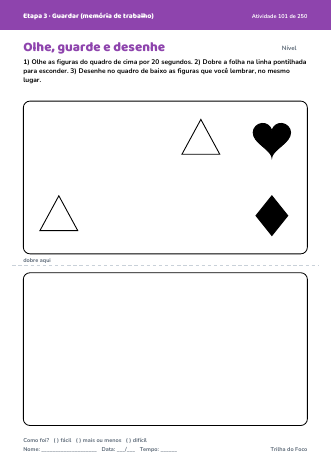 Etapa 3 · Guardar (memória de trabalho)
Atividade 101 de 250
Olhe, guarde e desenhe
Nível
1) Olhe as figuras do quadro de cima por 20 segundos. 2) Dobre a folha na linha pontilhada
para esconder. 3) Desenhe no quadro de baixo as figuras que você lembrar, no mesmo
lugar.
dobre aqui
Como foi? ( ) fácil ( ) mais ou menos ( ) difícil
Nome: ____________________ Data: ___/___ Tempo: ______
Trilha do Foco